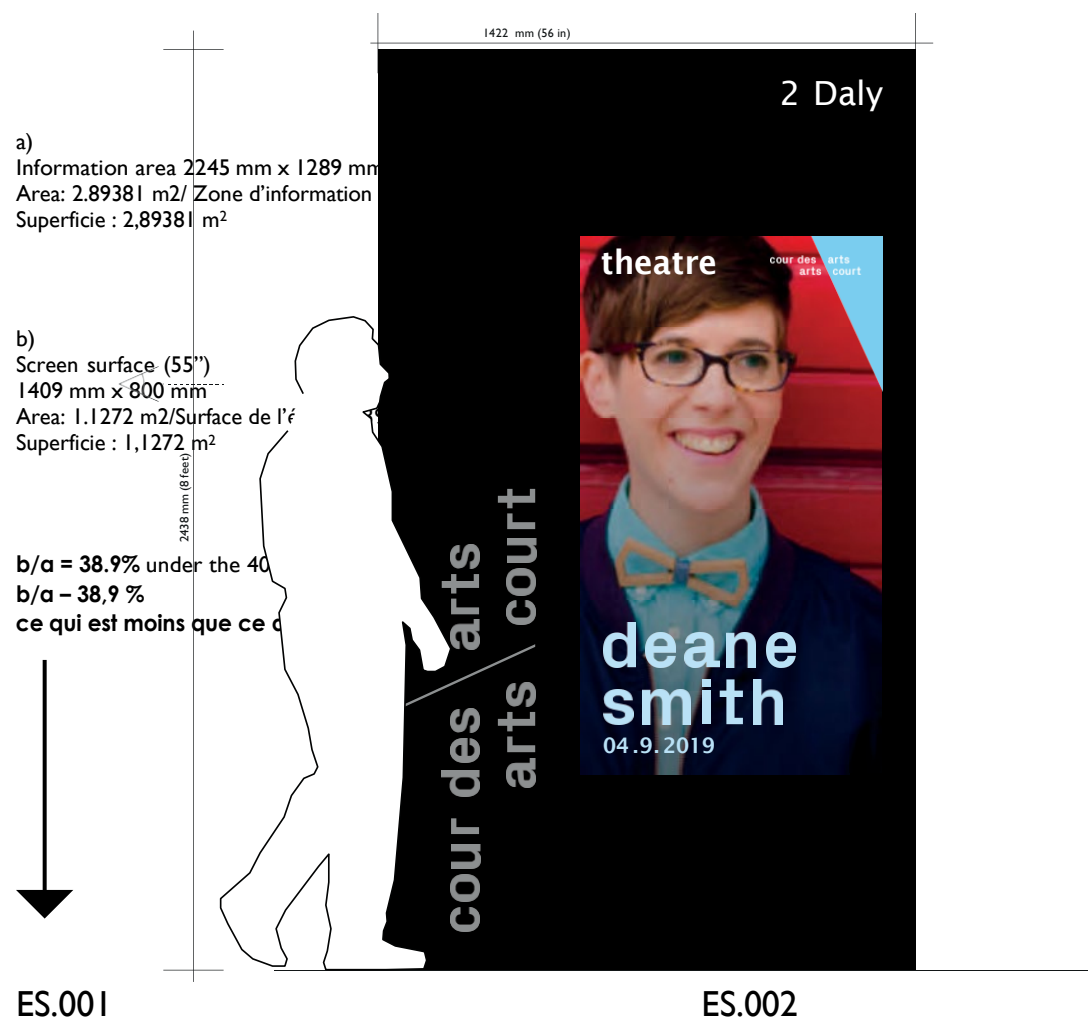 1422 mm (56 in)
2 Daly
a)
Information area 2245 mm x 1289 mm
Area: 2.89381 m2/ Zone d'information
Superficie : 2,89381 m²
theatre
cour des arts
arts court
b)
Screen surface (55")
1409 mm x 800 mm
Area: 1.1272 m2/Surface de l'é
Superficie : 1,1272 m²
2438 mm (8 feet)
b/a = 38.9% under the 40
b/a – 38,9 %
ce qui est moins que ce
cour des arts
arts court
deane
smith
04.9.2019
ES.001
ES.002